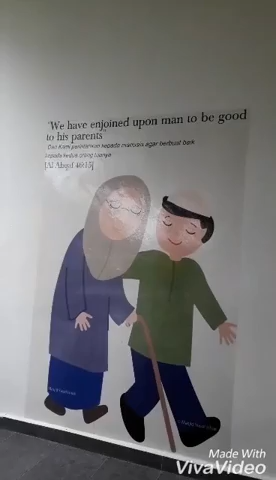 "We have enjoined upon man to be good
to his parents"
"Dan Kami perintahkan kepada manusia agar berbuat baik
kepada kedua orang tuanya"
[Al Ahqaf 46:15]
Made With
VivaVideo